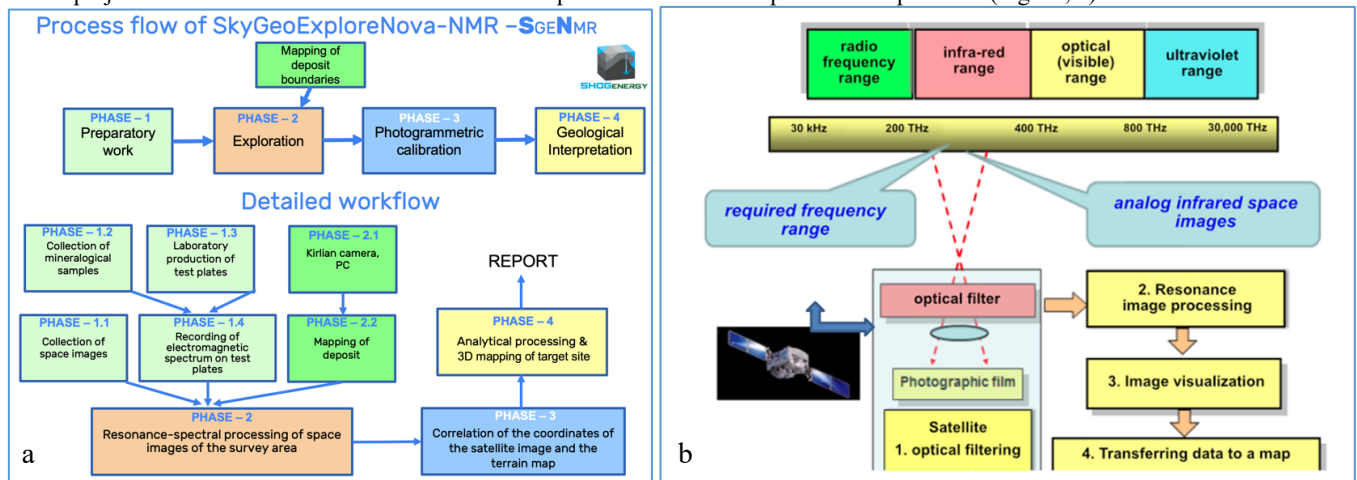 Process flow of SkyGeoExploreNova-NMR –SGENMR
Mapping of
deposit
boundaries
SHDGENERGY
PHASE – 1
Preparatory
work
PHASE – 2
Exploration
PHASE – 3
Photogrammetric
calibration
PHASE – 4
Geological
Interpretation
Detailed workflow
PHASE – 1.2
Collection of
mineralogical
samples
PHASE – 1.3
Laboratory
production of
test plates
PHASE – 2.1
Kirlian camera,
PC
REPORT
PHASE – 1.1
Collection of
space images
PHASE – 1.4
Recording of
electromagnetic
spectrum on test
plates
PHASE – 2.2
Mapping of
deposit
PHASE – 4
Analytical processing &
3D mapping of target site
PHASE – 2
Resonance-spectral processing of space
images of the survey area
PHASE – 3
Correlation of the coordinates of
the satellite image and the
terrain map
a
radio
frequency
range
infra-red
range
optical
(visible)
range
ultraviolet
range
30 kHz 200 THz 400 THz 800 THz 30,000 THz
required frequency
range
analog infrared space
images
optical filter
Photographic film
Satellite
1. optical filtering
2. Resonance
image processing
3. Image visualization
4. Transferring data to a map
b